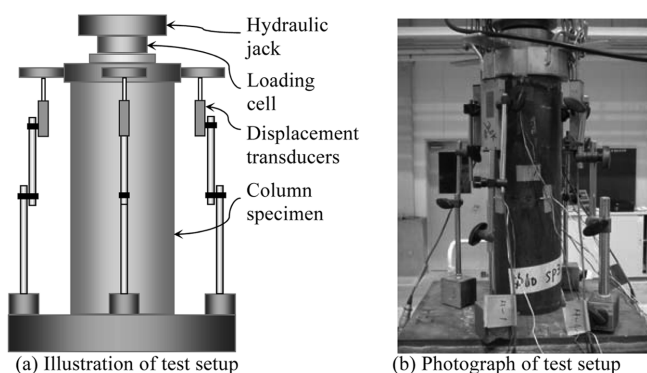 Hydraulic
jack
Loading
cell
Displacement
transducers
Column
specimen
(a) Illustration of test setup
(b) Photograph of test setup